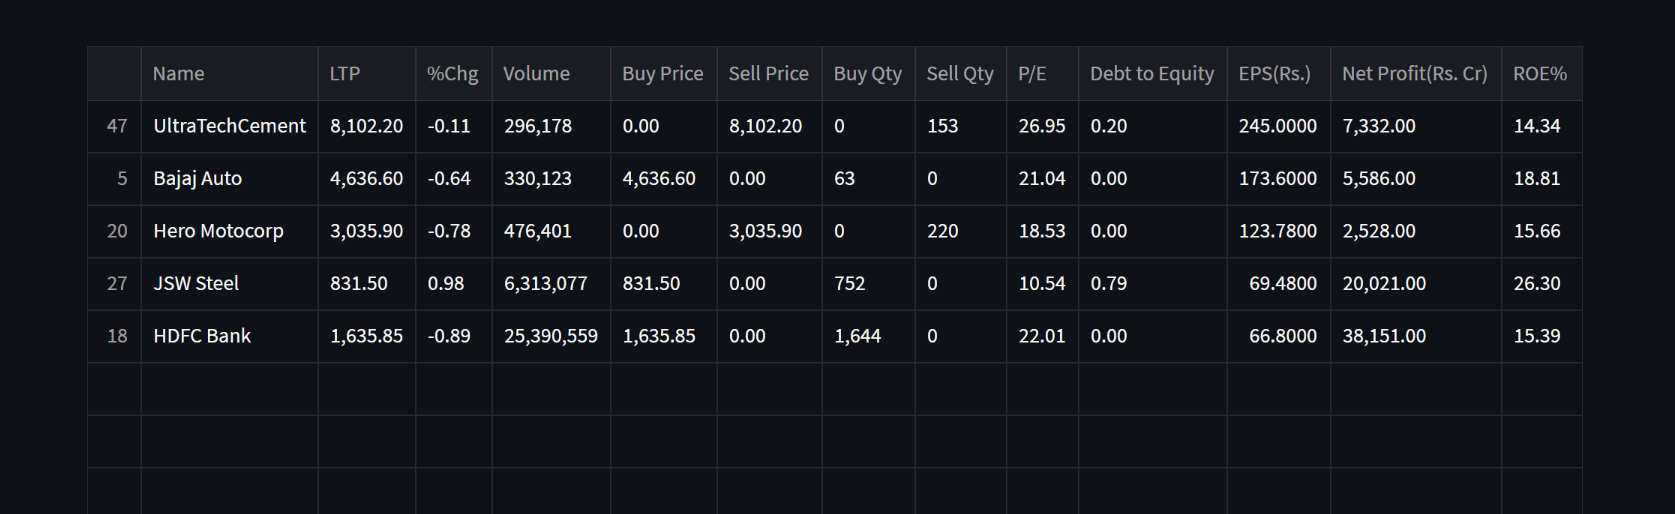 Name LTP %Chg Volume Buy Price Sell Price Buy Qty Sell Qty P/E Debt to Equity EPS(Rs.) Net Profit(Rs. Cr) ROE%
47 UltraTechCement 8,102.20 -0.11 296,178 0.00 8,102.20 0 153 26.95 0.20 245.0000 7,332.00 14.34
5 Bajaj Auto 4,636.60 -0.64 330,123 4,636.60 0.00 63 0 21.04 0.00 173.6000 5,586.00 18.81
20 Hero Motocorp 3,035.90 -0.78 476,401 0.00 3,035.90 0 220 18.53 0.00 123.7800 2,528.00 15.66
27 JSW Steel 831.50 0.98 6,313,077 831.50 0.00 752 0 10.54 0.79 69.4800 20,021.00 26.30
18 HDFC Bank 1,635.85 -0.89 25,390,559 1,635.85 0.00 1,644 0 22.01 0.00 66.8000 38,151.00 15.39